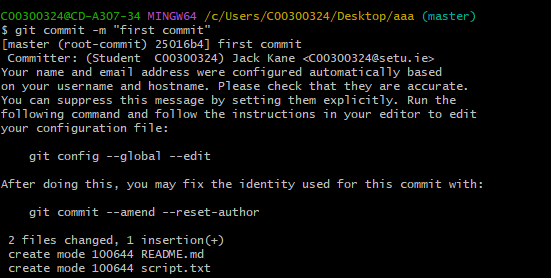 C00300324@CD-A307-34 MINGW64 /c/Users/C00300324/Desktop/aaa (master)
$ git commit -m "first commit"
[master (root-commit) 25016b4] first commit
 Committer: (Student  C00300324) Jack Kane <C00300324@setu.ie>
Your name and email address were configured automatically based
on your username and hostname. Please check that they are accurate.
You can suppress this message by setting them explicitly. Run the
following command and follow the instructions in your editor to edit
your configuration file:
    git config --global --edit
After doing this, you may fix the identity used for this commit with:
    git commit --amend --reset-author
 2 files changed, 1 insertion(+)
 create mode 100644 README.md
 create mode 100644 script.txt